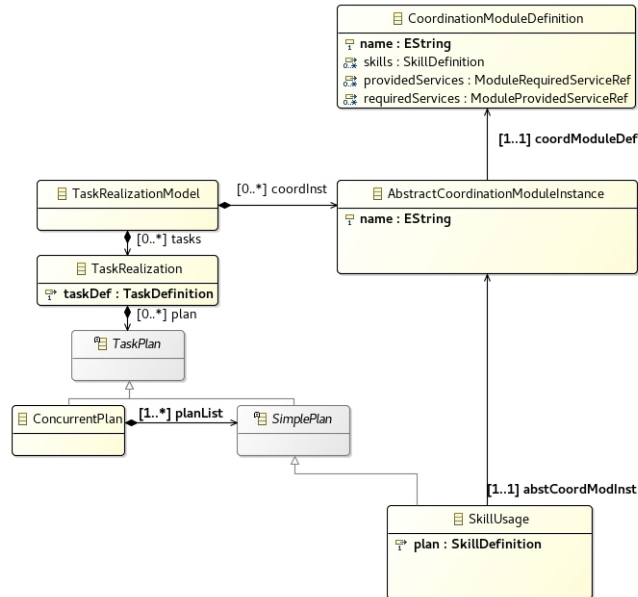 CoordinationModuleDefinition
name : EString
skills : SkillDefinition
providedServices : ModuleRequiredServiceRef
requiredServices : ModuleProvidedServiceRef
[1..1] coordModuleDef
TaskRealizationModel
[0..*] coordInst
AbstractCoordinationModuleInstance
name : EString
[0..*] tasks
TaskRealization
taskDef : TaskDefinition
[0..*] plan
TaskPlan
ConcurrentPlan
[1..*] planList
SimplePlan
[1..1] abstCoordModInst
SkillUsage
plan : SkillDefinition